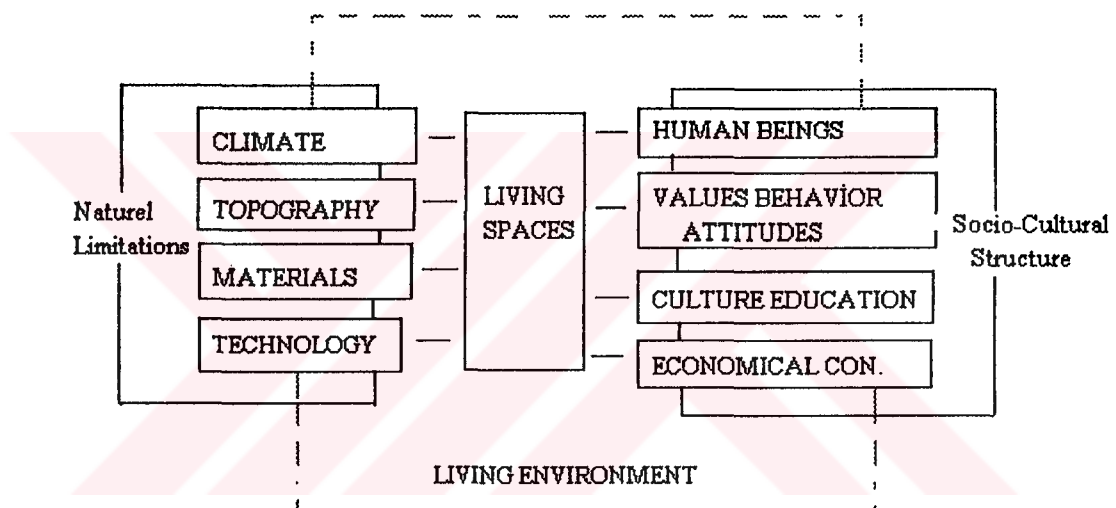 CLIMATE
TOPOGRAPHY
MATERIALS
TECHNOLOGY
Naturel
Limitations
LIVING
SPACES
HUMAN BEINGS
VALUES BEHAVİOR
ATTITUDES
CULTURE EDUCATION
ECONOMICAL CON.
Socio-Cultural
Structure
LIVING ENVIRONMENT